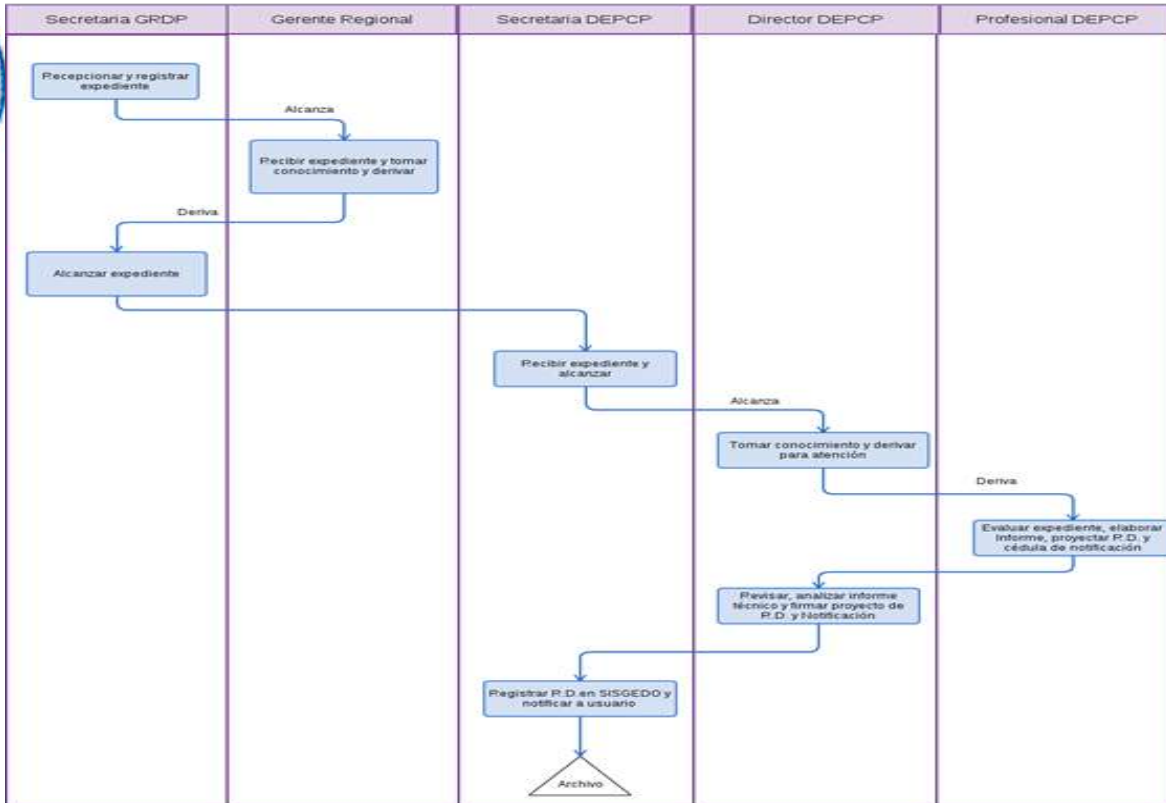 Secretaria GRDP
Gerente Regional
Secretaria DEPCP
Director DEPCP
Profesional DEPCP
Recepcionar y registrar
expediente
Alcanza
Recibir expediente y tomar
conocimiento y derivar
Deriva
Alcanzar expediente
Recibir expediente y
alcanzar
Alcanza
Tomar conocimiento y derivar
para atención
Deriva
Evaluar expediente, elaborar
Informe, proyectar R.D. y
cédula de notificación
Revisar, analizar informe
técnico y firmar proyecto de
R.D. y Notificación
Registrar R.D.en SISGEDO y
notificar a usuario
Archivo